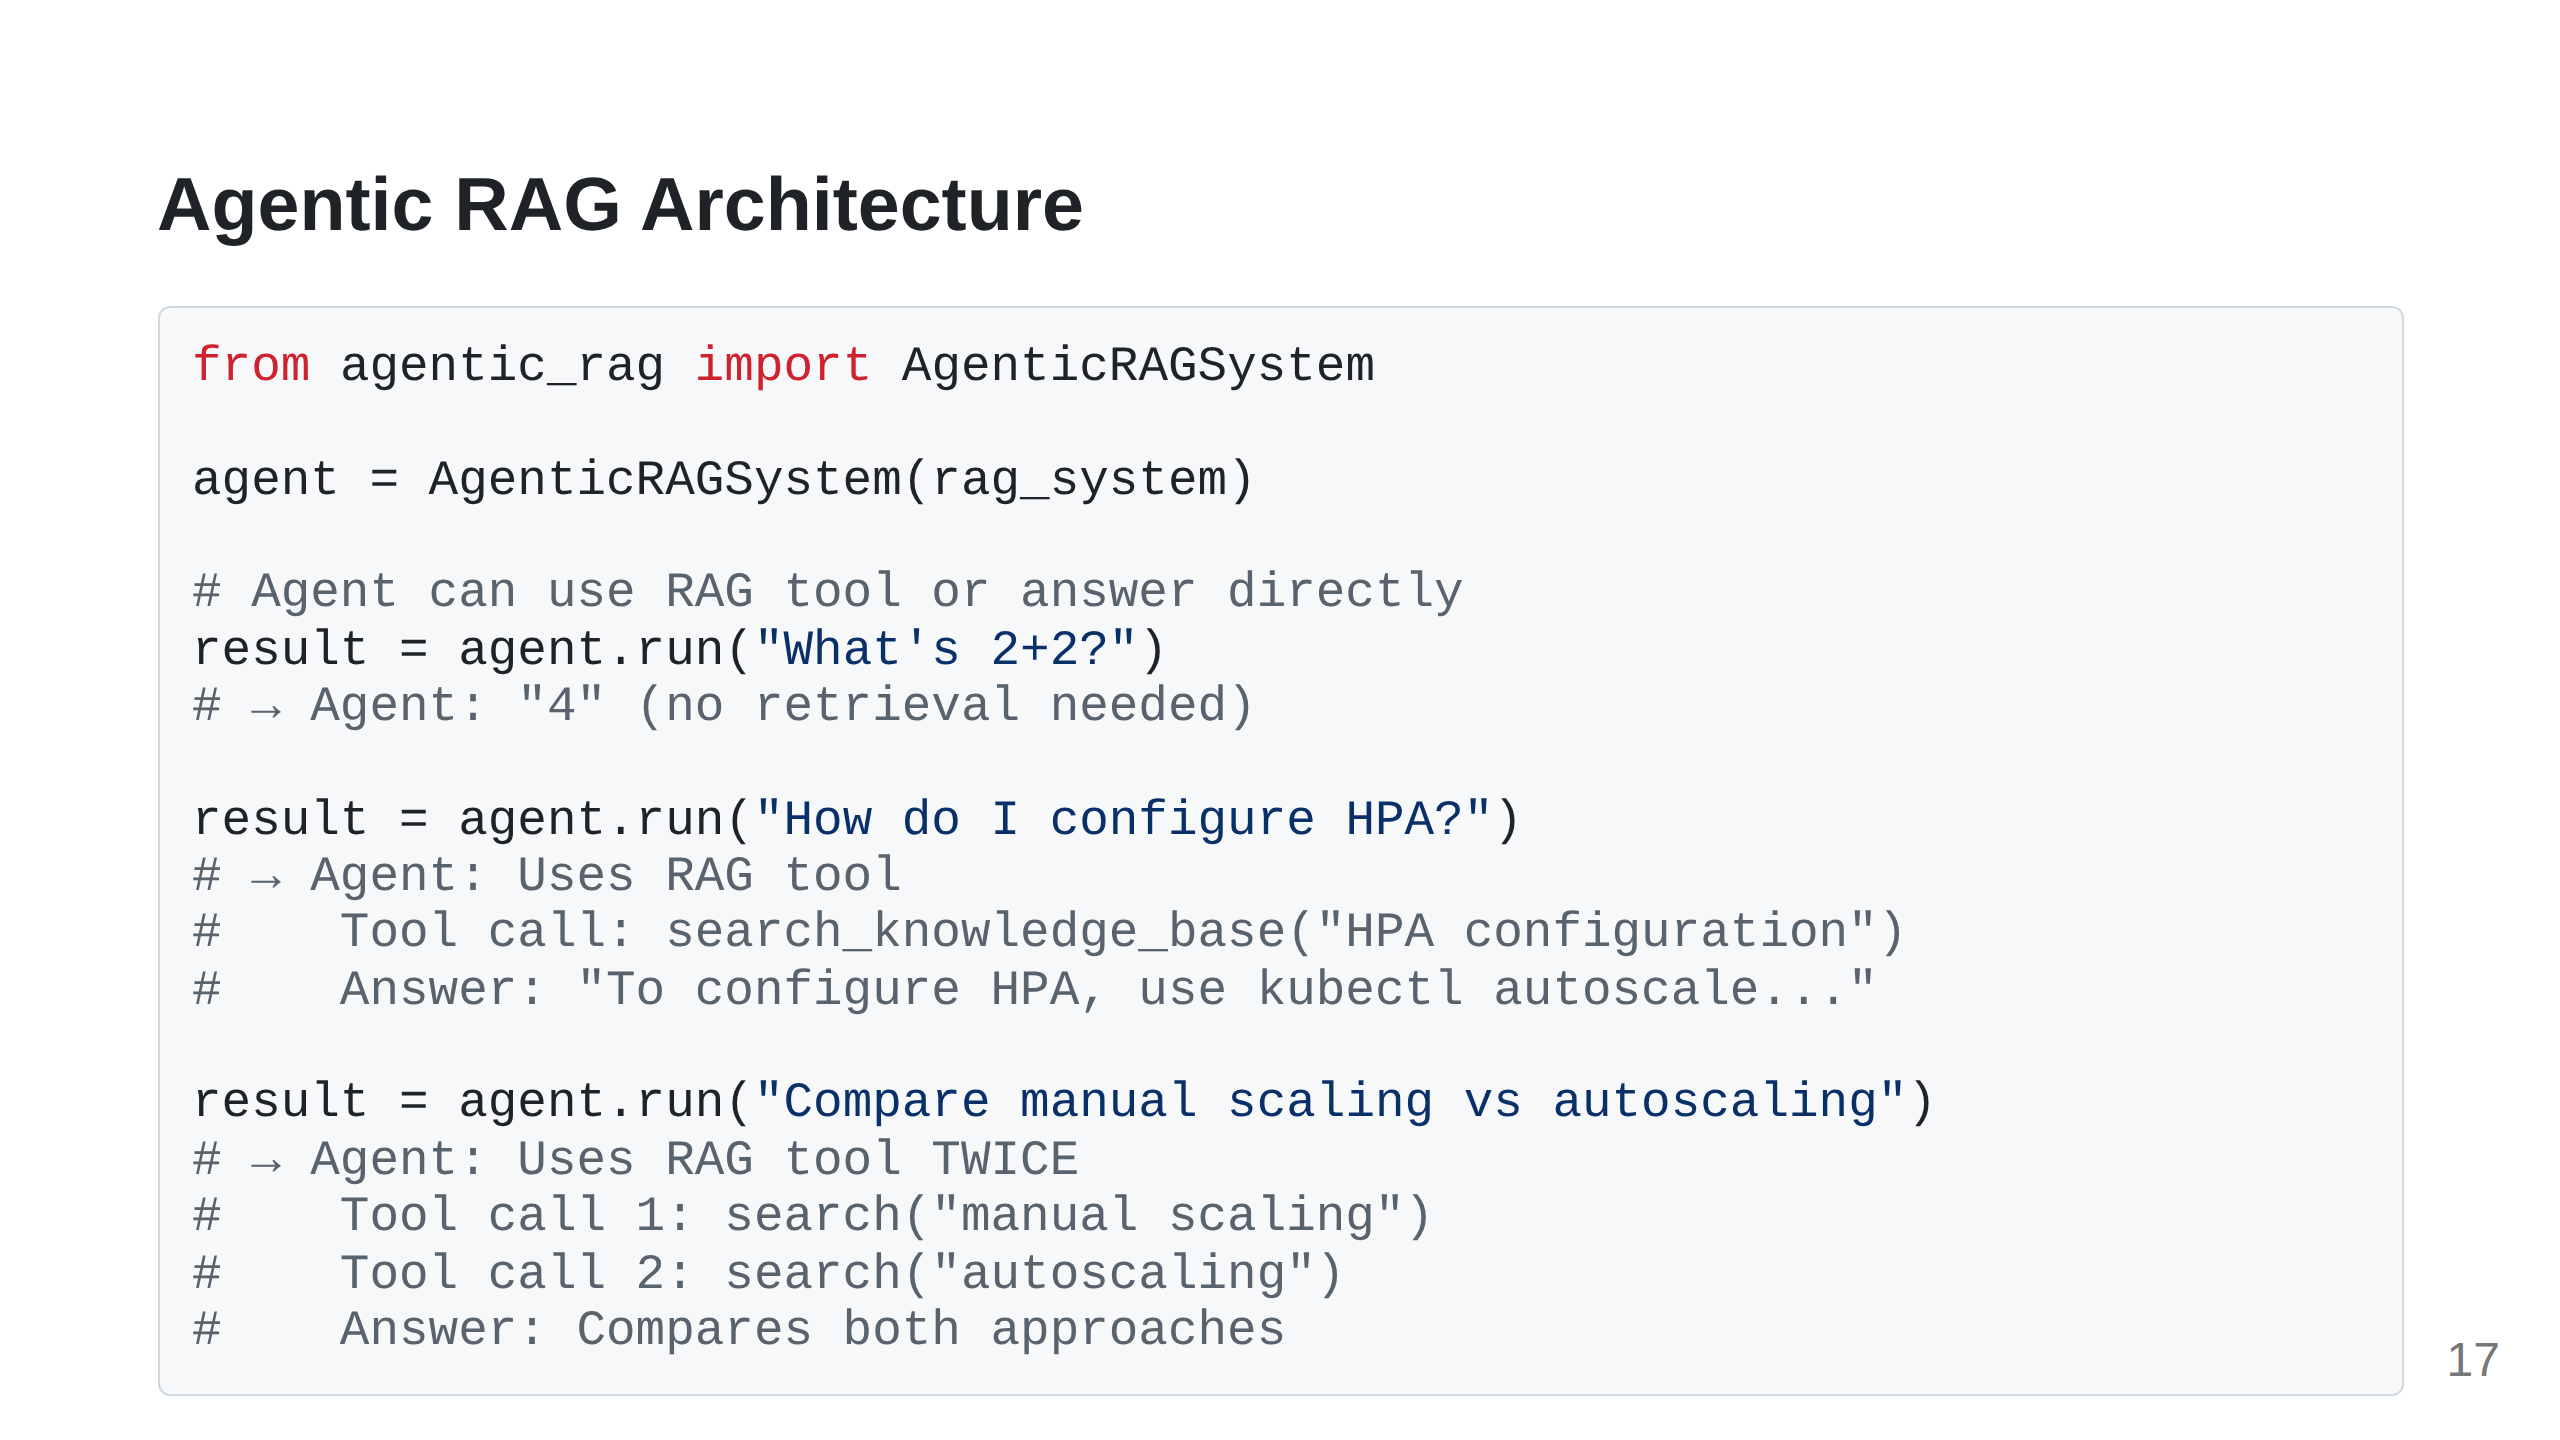 Agentic RAG Architecture
from agentic_rag import AgenticRAGSystem
agent = AgenticRAGSystem(rag_system)
# Agent can use RAG tool or answer directly
result = agent.run("What's 2+2?")
# → Agent: "4" (no retrieval needed)
result = agent.run("How do I configure HPA?")
# → Agent: Uses RAG tool
#    Tool call: search_knowledge_base("HPA configuration")
#    Answer: "To configure HPA, use kubectl autoscale..."
result = agent.run("Compare manual scaling vs autoscaling")
# → Agent: Uses RAG tool TWICE
#    Tool call 1: search("manual scaling")
#    Tool call 2: search("autoscaling")
#    Answer: Compares both approaches
17